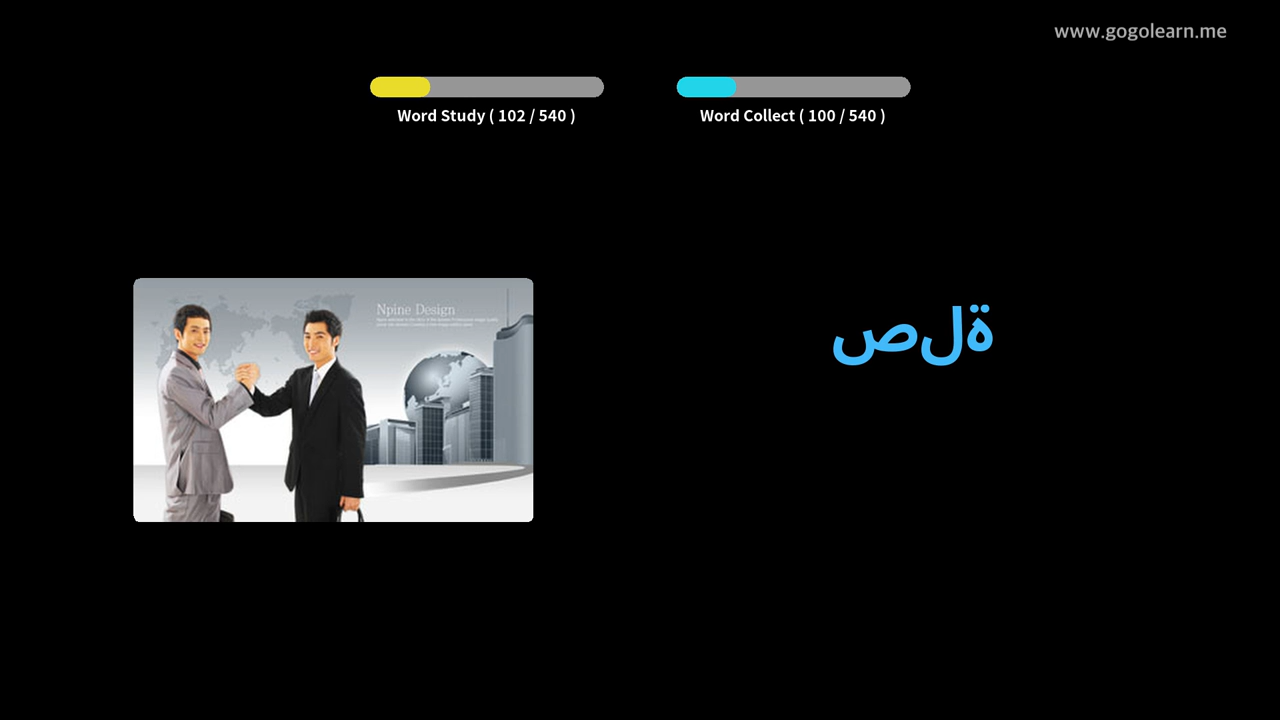 www.gogolearn.me
Word Study ( 102 / 540 )
Word Collect ( 100 / 540 )
Npine Design
صلة